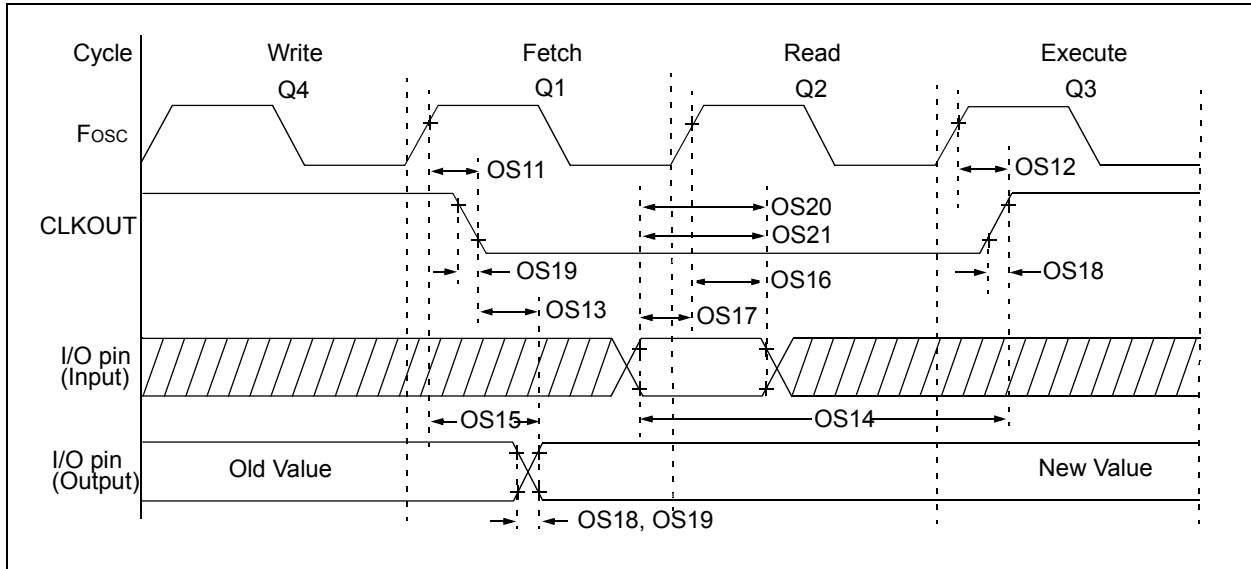 Cycle Write Fetch Read Execute
Q4 Q1 Q2 Q3
FOSC
OS11 OS12
OS20
CLKOUT OS21
OS19 OS16 OS18
OS13 OS17
I/O pin
(Input)
OS15 OS14
I/O pin
(Output) Old Value New Value
OS18, OS19